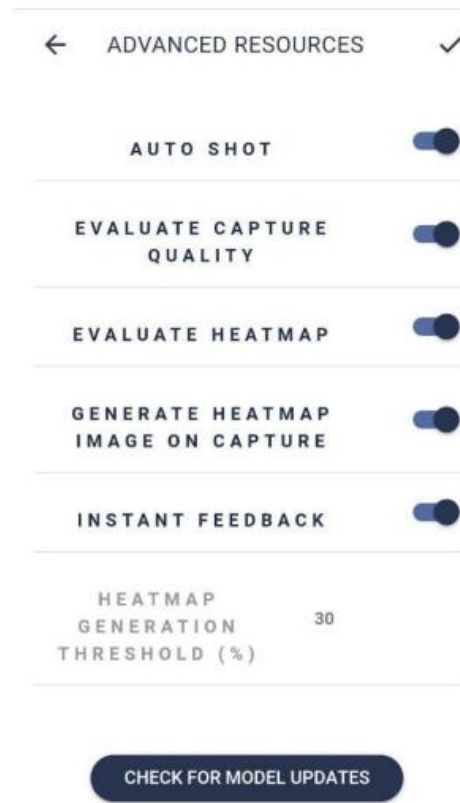 ADVANCED RESOURCES
AUTO SHOT
EVALUATE CAPTURE
QUALITY
EVALUATE HEATMAP
GENERATE HEATMAP
IMAGE ON CAPTURE
INSTANT FEEDBACK
HEATMAP
GENERATION
THRESHOLD (%)
30
CHECK FOR MODEL UPDATES